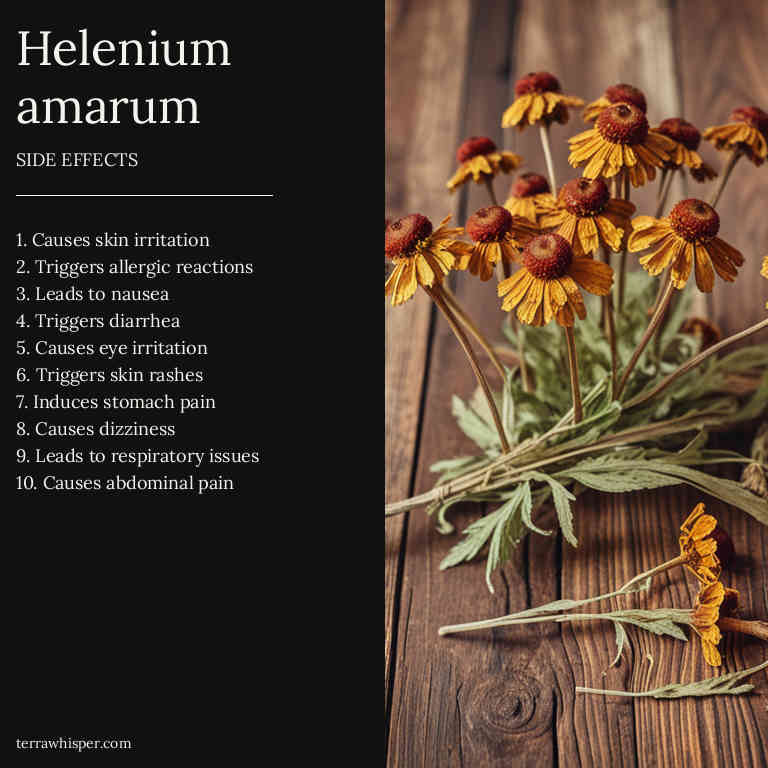 Helenium
amarum
SIDE EFFECTS
1. Causes skin irritation
2. Triggers allergic reactions
3. Leads to nausea
4. Triggers diarrhea
5. Causes eye irritation
6. Triggers skin rashes
7. Induces stomach pain
8. Causes dizziness
9. Leads to respiratory issues
10. Causes abdominal pain
terrawhisper.com